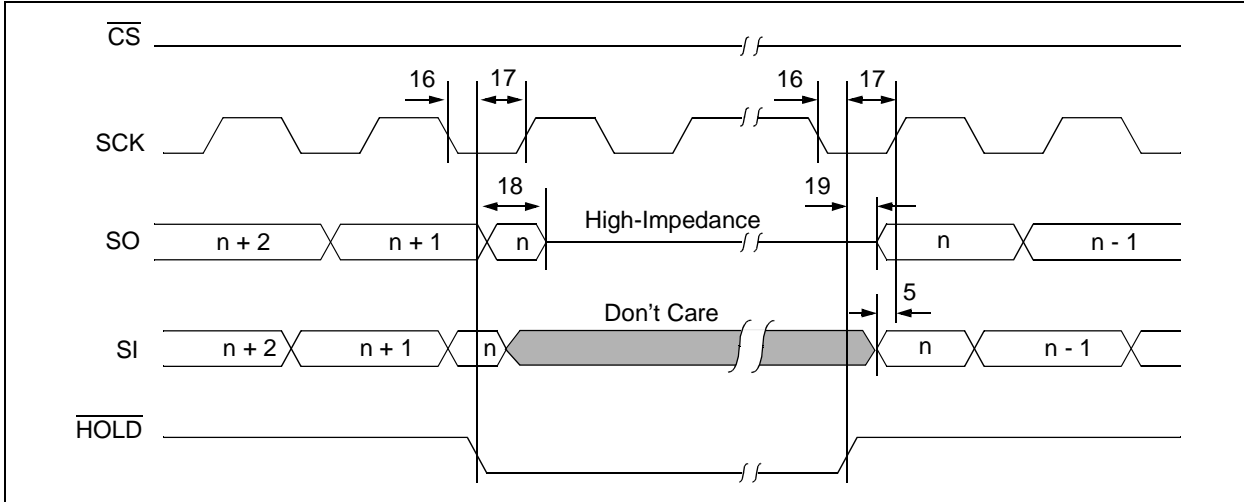 CS
16 17 16 17
SCK
18 19
High-Impedance
SO n + 2 n + 1 n n n - 1
5
Don't Care
SI n + 2 n + 1 n n n - 1
HOLD